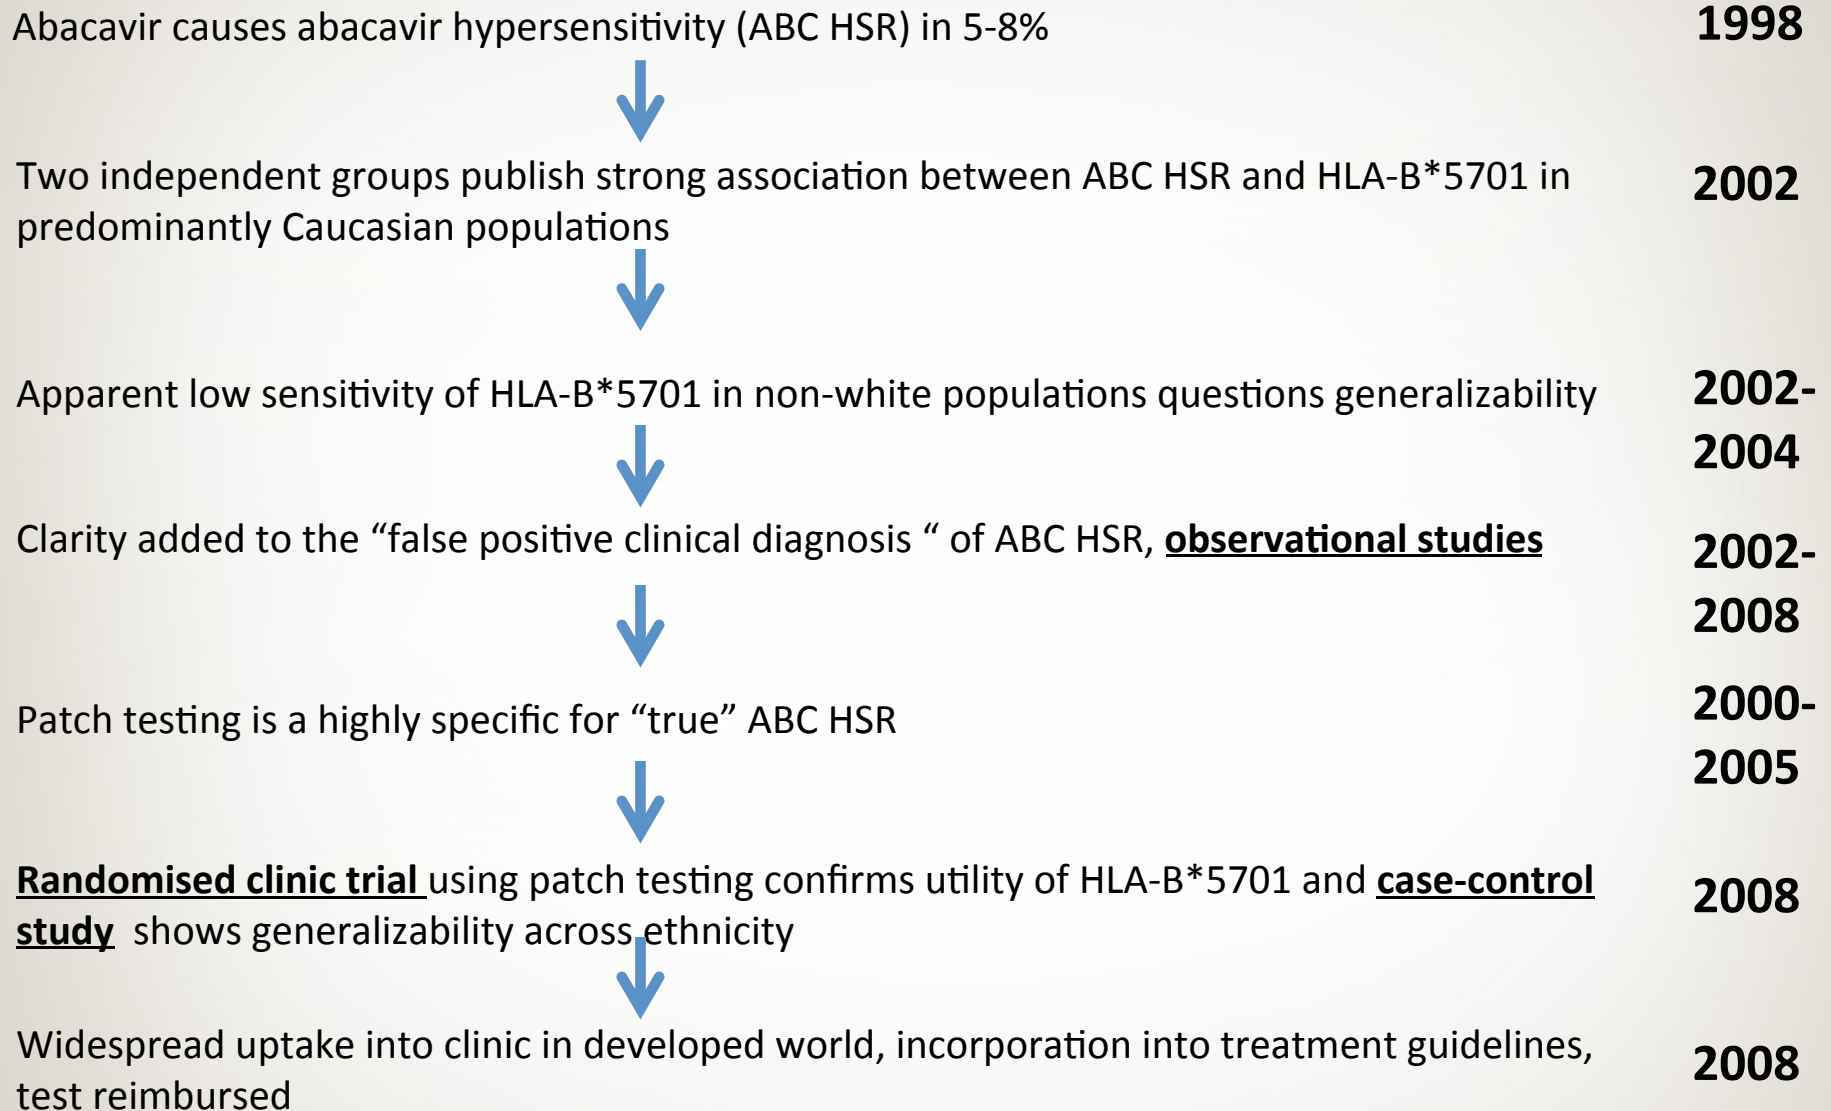 Abacavir causes abacavir hypersensitivity (ABC HSR) in 5-8%
1998
Two independent groups publish strong association between ABC HSR and HLA-B*5701 in
predominantly Caucasian populations
2002
Apparent low sensitivity of HLA-B*5701 in non-white populations questions generalizability
2002-
2004
Clarity added to the “false positive clinical diagnosis “ of ABC HSR, observational studies
2002-
2008
Patch testing is a highly specific for “true” ABC HSR
2000-
2005
Randomised clinic trial using patch testing confirms utility of HLA-B*5701 and case-control
study shows generalizability across ethnicity
2008
Widespread uptake into clinic in developed world, incorporation into treatment guidelines,
test reimbursed
2008